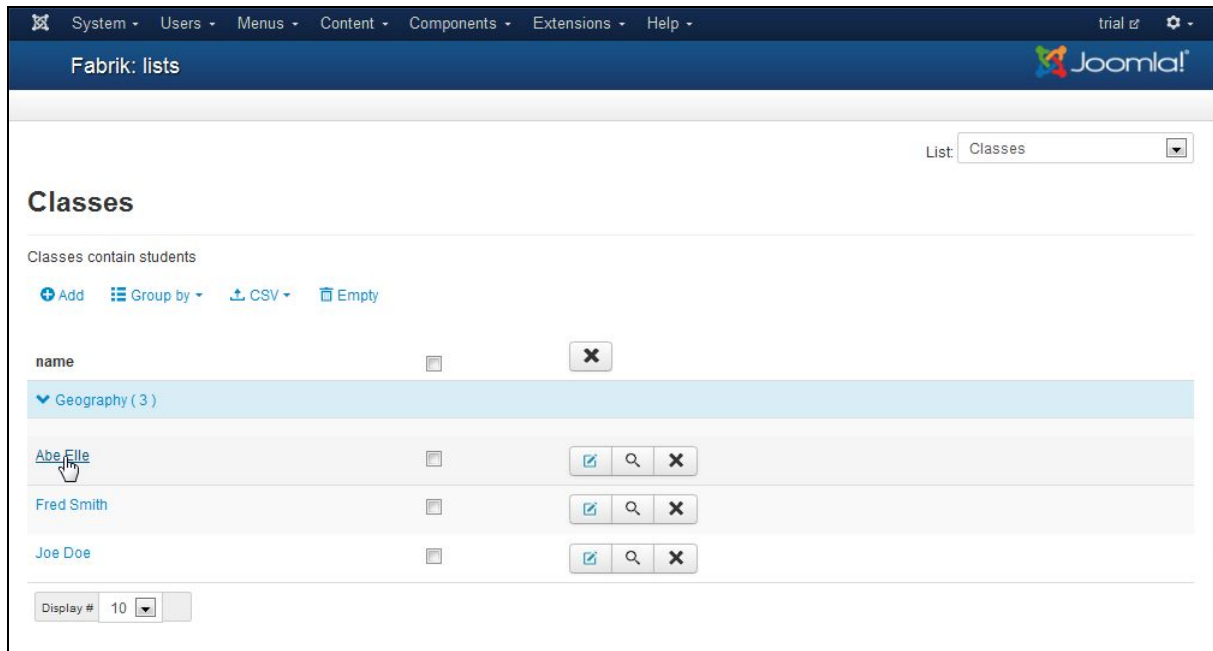 System Users Menus Content Components Extensions Help trial
Fabrik: lists Joomla!
List: Classes
Classes
Classes contain students
Add Group by CSV Empty
name
Geography ( 3 )
Abe Elle
Fred Smith
Joe Doe
Display # 10